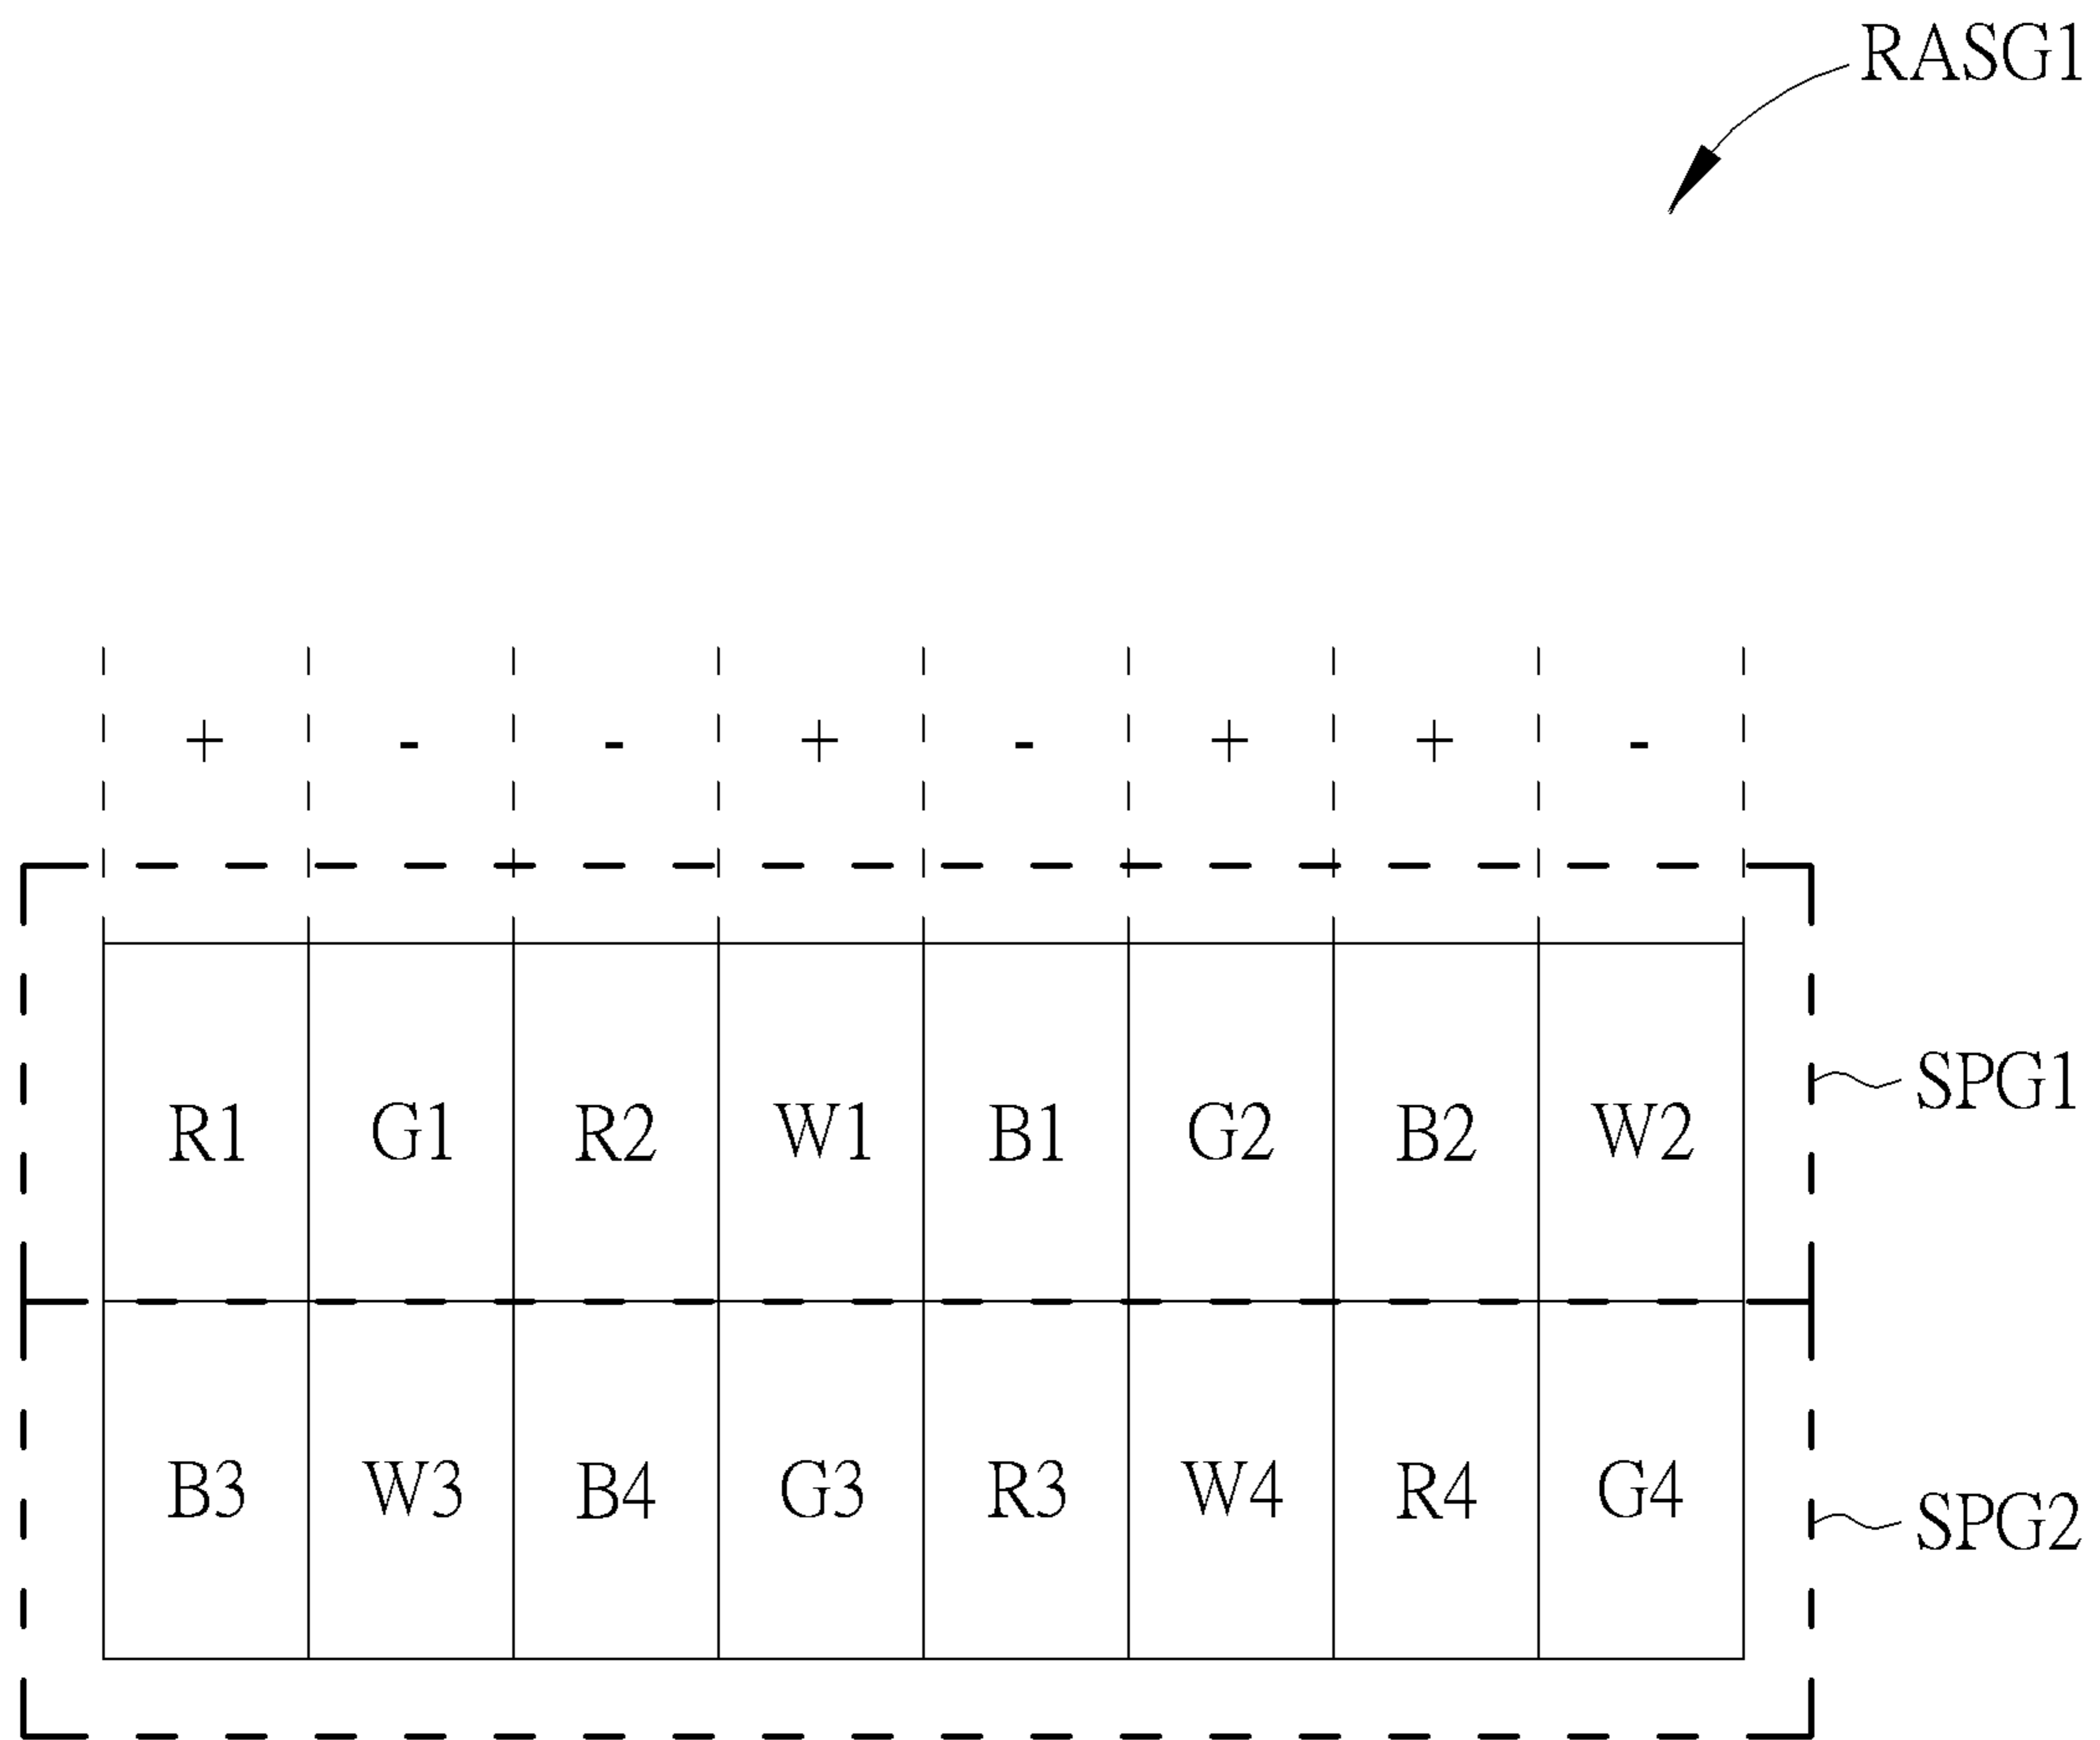 RASG1
+ - - + - + + -
R1 G1 R2 W1 B1 G2 B2 W2
SPG1
B3 W3 B4 G3 R3 W4 R4 G4
SPG2